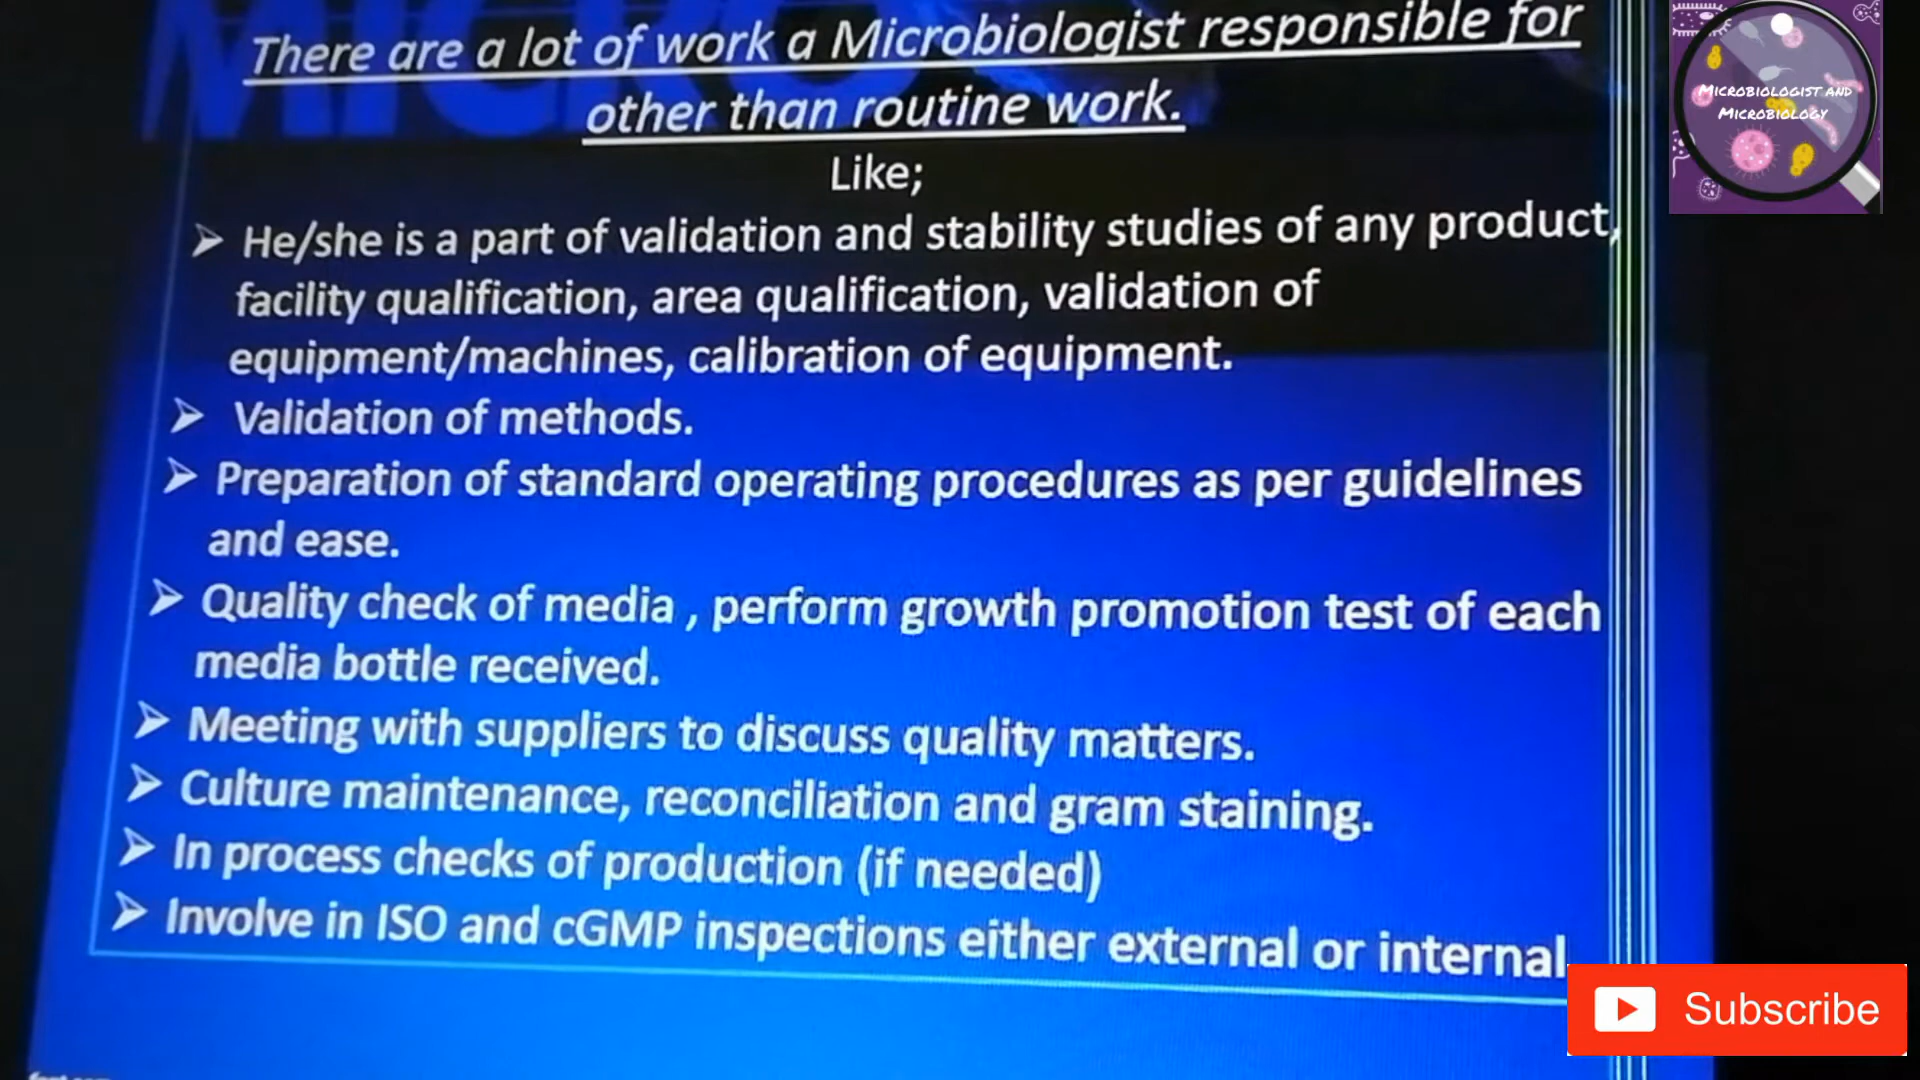 There are a lot of work a Microbiologist responsible for
other than routine work.
Like;
➢ He/she is a part of validation and stability studies of any product,
facility qualification, area qualification, validation of
equipment/machines, calibration of equipment.
➢ Validation of methods.
➢ Preparation of standard operating procedures as per guidelines
and ease.
➢ Quality check of media , perform growth promotion test of each
media bottle received.
➢ Meeting with suppliers to discuss quality matters.
➢ Culture maintenance, reconciliation and gram staining.
➢ In process checks of production (if needed)
➢ Involve in ISO and cGMP inspections either external or internal
MICROBIOLOGIST AND
MICROBIOLOGY
Subscribe